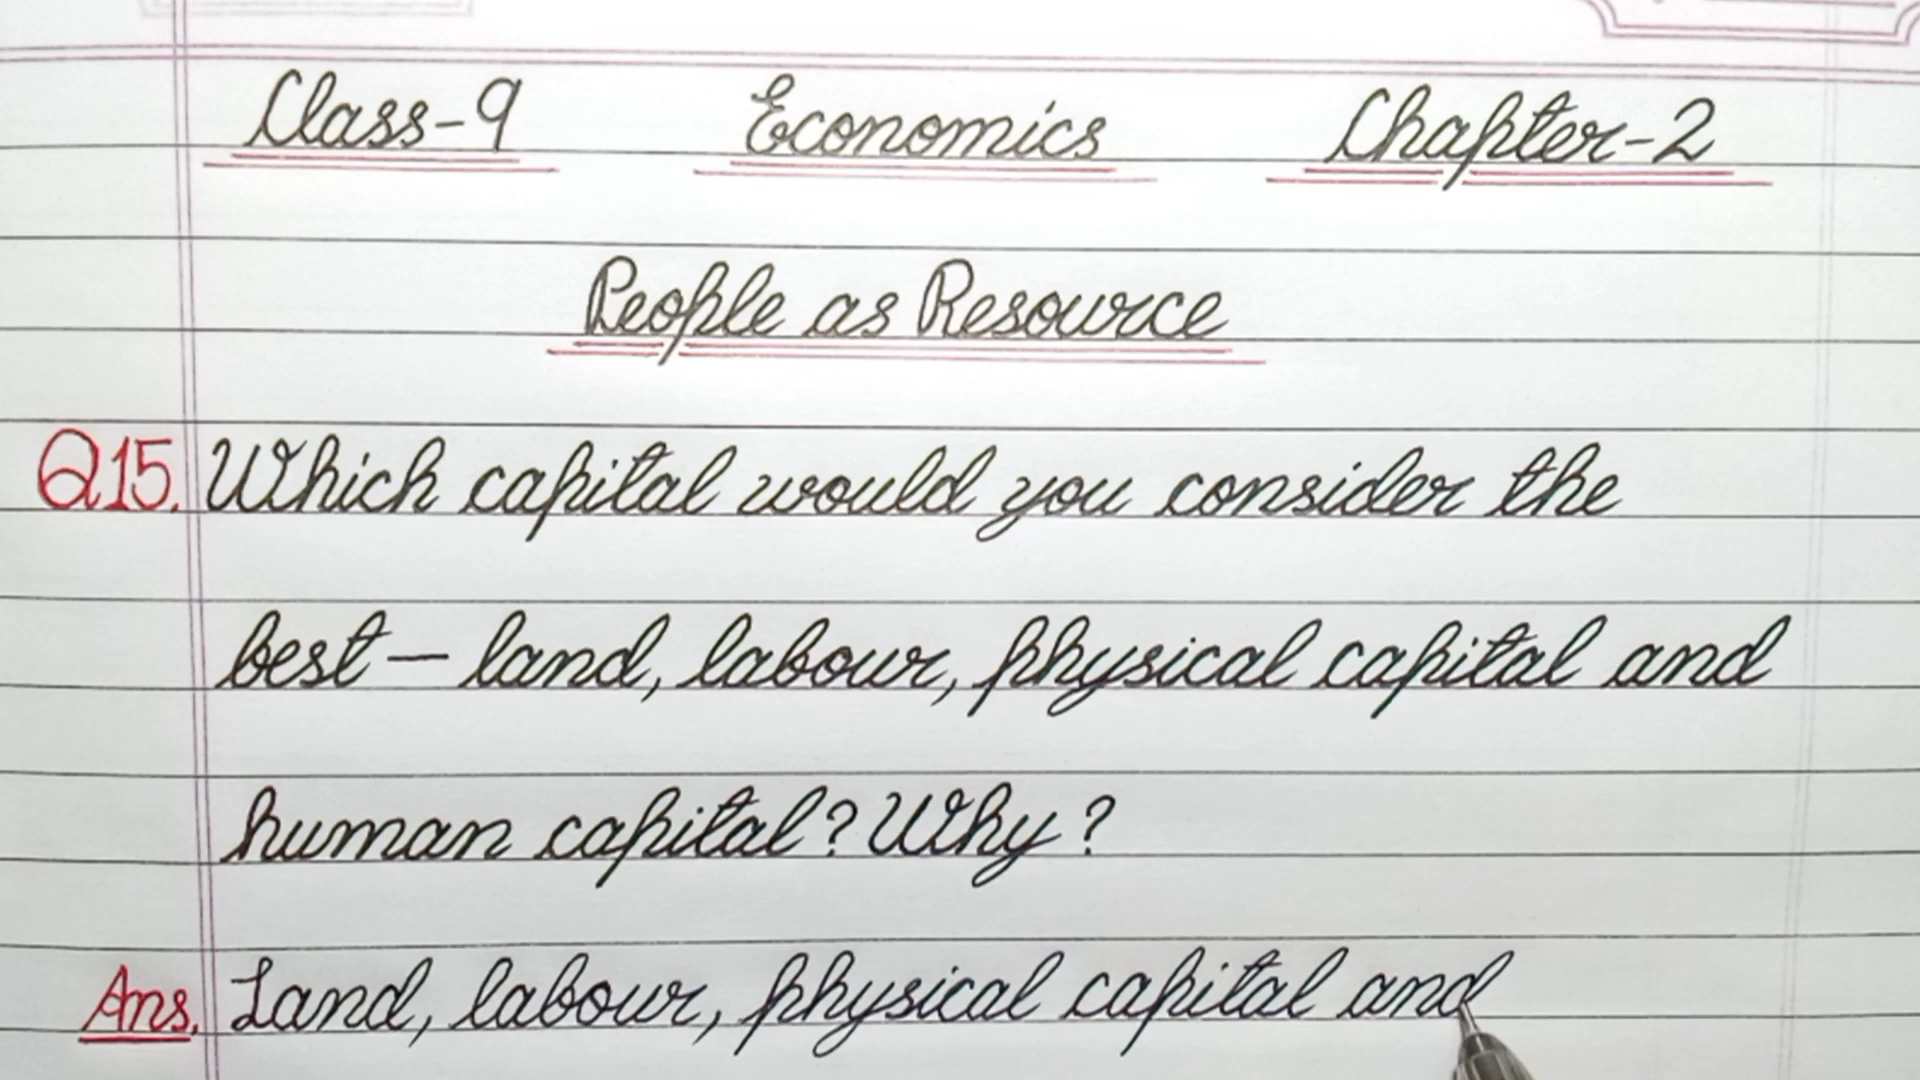 Class-9 Economics Chapter-2
People as Resource
Q15. Which capital would you consider the
best — land, labour, physical capital and
human capital? Why?
Ans. Land, labour, physical capital and